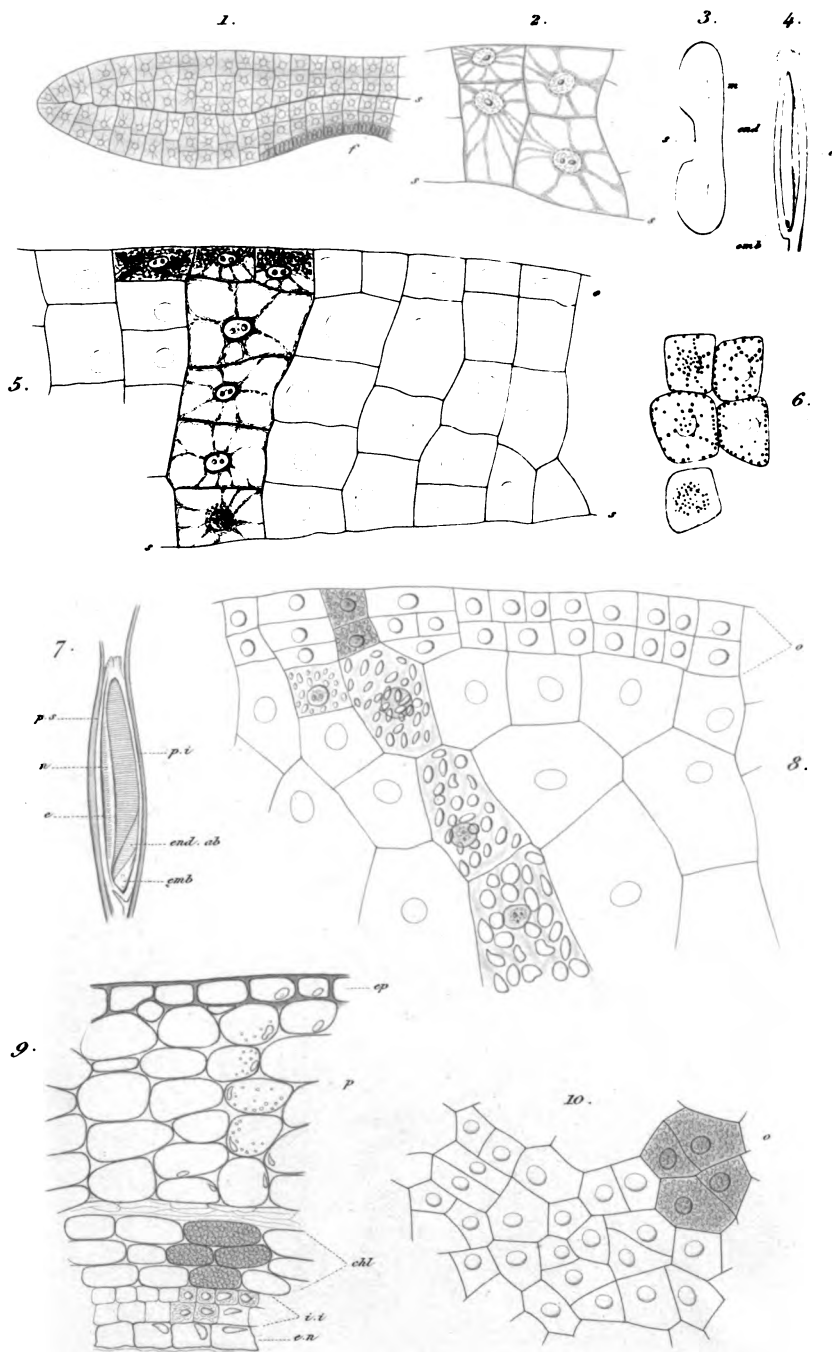 1.
2.
3.
4.
s
f
s
s
m
end
s
emb
5.
o
s
s
6.
7.
p.s
p.i
n
e
end. ab
emb
o
8.
9.
ep
p
10.
o
chl
i.i
e.n